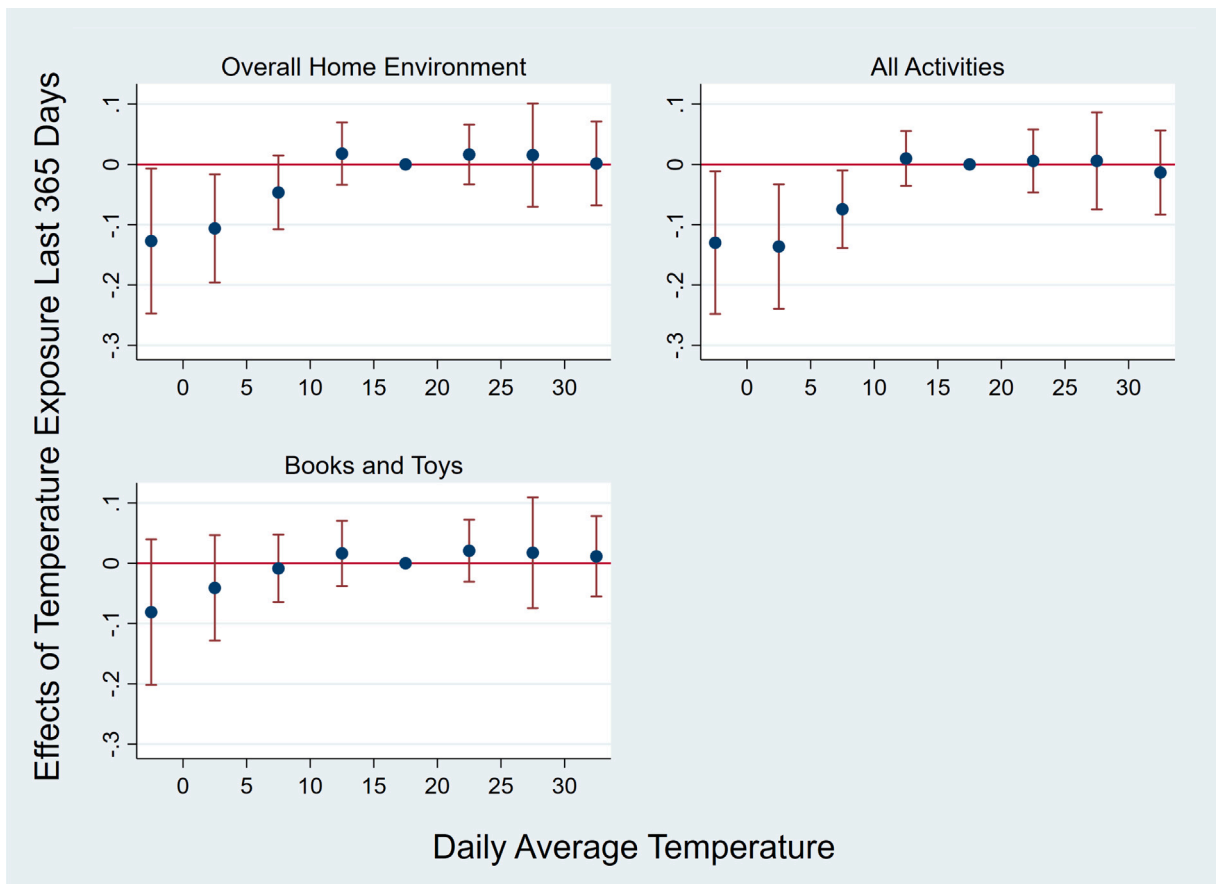 Effects of Temperature Exposure Last 365 Days
Overall Home Environment
.1
0
-.1
-.2
-.3
0 5 10 15 20 25 30
All Activities
.1
0
-.1
-.2
-.3
0 5 10 15 20 25 30
Books and Toys
.1
0
-.1
-.2
-.3
0 5 10 15 20 25 30
Daily Average Temperature